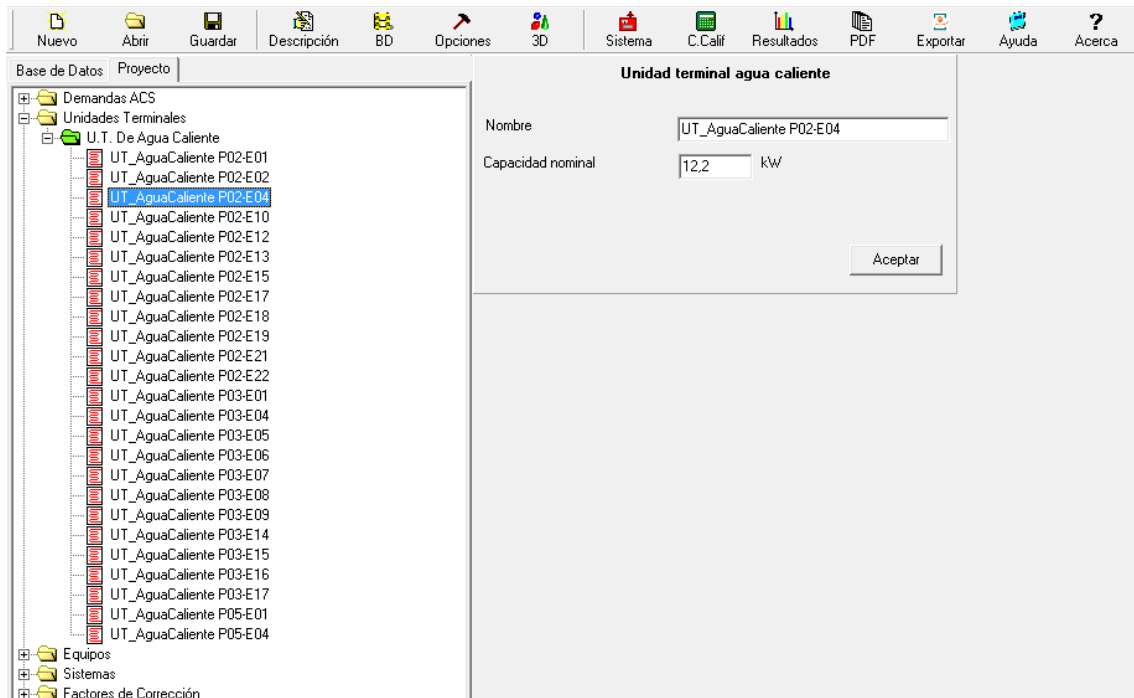 Nuevo Abrir Guardar Descripción BD Opciones 3D Sistema C.Calif Resultados PDF Exportar Ayuda Acerca
Base de Datos Proyecto
Demandas ACS
Unidades Terminales
U.T. De Agua Caliente
UT_AguaCaliente P02-E01
UT_AguaCaliente P02-E02
UT_AguaCaliente P02-E04
UT_AguaCaliente P02-E10
UT_AguaCaliente P02-E12
UT_AguaCaliente P02-E13
UT_AguaCaliente P02-E15
UT_AguaCaliente P02-E17
UT_AguaCaliente P02-E18
UT_AguaCaliente P02-E19
UT_AguaCaliente P02-E21
UT_AguaCaliente P02-E22
UT_AguaCaliente P03-E01
UT_AguaCaliente P03-E04
UT_AguaCaliente P03-E05
UT_AguaCaliente P03-E06
UT_AguaCaliente P03-E07
UT_AguaCaliente P03-E08
UT_AguaCaliente P03-E09
UT_AguaCaliente P03-E14
UT_AguaCaliente P03-E15
UT_AguaCaliente P03-E16
UT_AguaCaliente P03-E17
UT_AguaCaliente P05-E01
UT_AguaCaliente P05-E04
Equipos
Sistemas
Factores de Corrección
Unidad terminal agua caliente
Nombre UT_AguaCaliente P02-E04
Capacidad nominal 12,2 kW
Aceptar